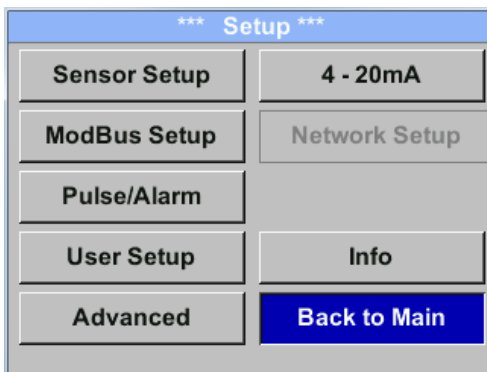 *** Setup ***
Sensor Setup
4 - 20mA
ModBus Setup
Network Setup
Pulse/Alarm
User Setup
Info
Advanced
Back to Main